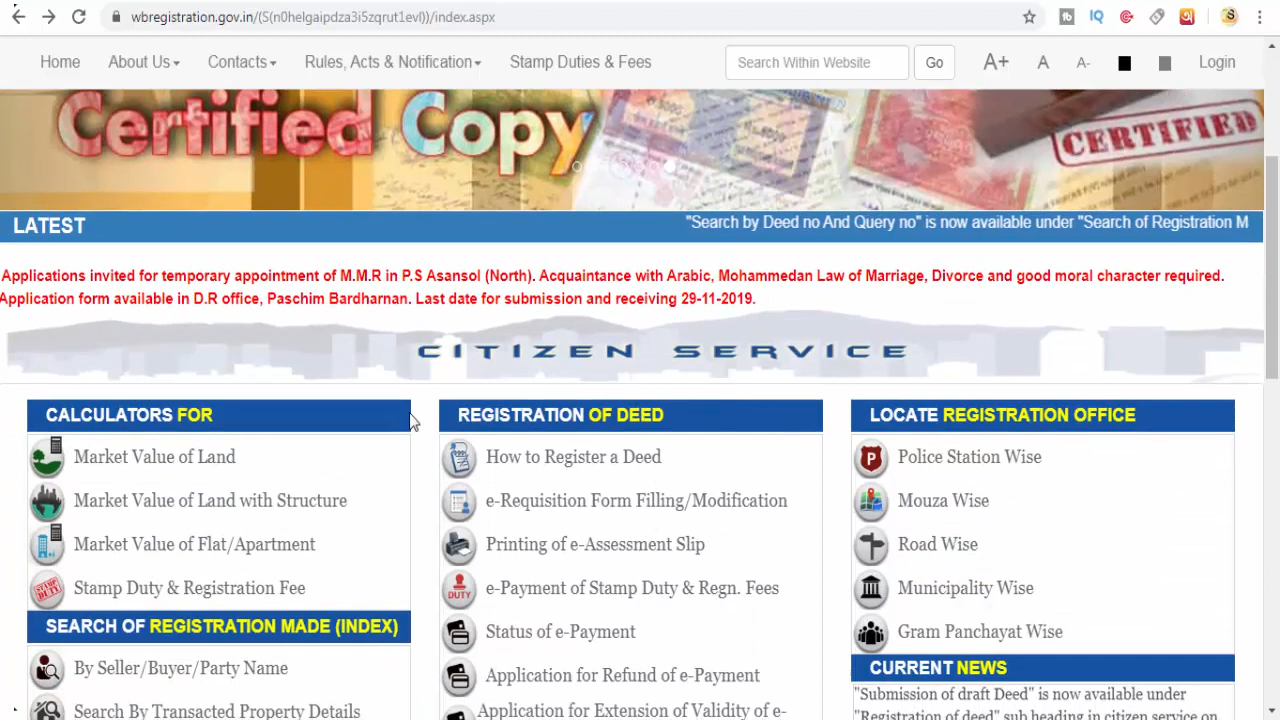 wbregistration.gov.in/(S(n0helgaipdza3i5zqrut1evl))/index.aspx
Home About Us Contacts Rules, Acts & Notification Stamp Duties & Fees Search Within Website Go A+ A A- Login
Certified Copy
CERTIFIED
LATEST "Search by Deed no And Query no" is now available under "Search of Registration M
Applications invited for temporary appointment of M.M.R in P.S Asansol (North). Acquaintance with Arabic, Mohammedan Law of Marriage, Divorce and good moral character required.
Application form available in D.R office, Paschim Bardharnan. Last date for submission and receiving 29-11-2019.
CITIZEN SERVICE
CALCULATORS FOR
Market Value of Land
Market Value of Land with Structure
Market Value of Flat/Apartment
STAMP DUTY
Stamp Duty & Registration Fee
SEARCH OF REGISTRATION MADE (INDEX)
By Seller/Buyer/Party Name
Search By Transacted Property Details
REGISTRATION OF DEED
How to Register a Deed
e-Requisition Form Filling/Modification
Printing of e-Assessment Slip
DUTY
e-Payment of Stamp Duty & Regn. Fees
Status of e-Payment
Application for Refund of e-Payment
Application for Extension of Validity of e-
LOCATE REGISTRATION OFFICE
P
Police Station Wise
Mouza Wise
Road Wise
Municipality Wise
Gram Panchayat Wise
CURRENT NEWS
"Submission of draft Deed" is now available under
"Registration of deed" sub heading in citizen service on